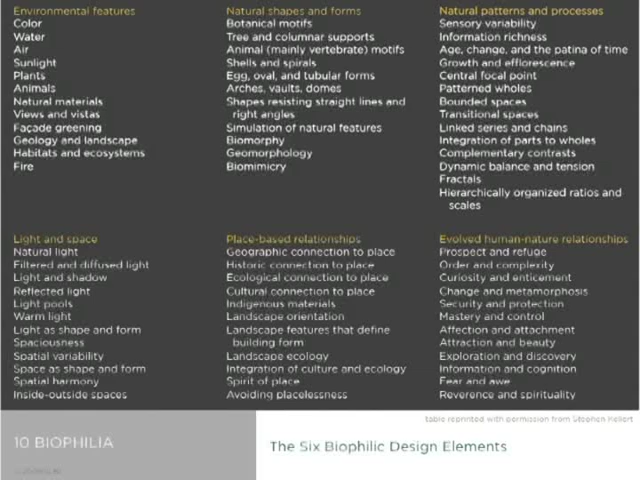 Environmental features
Color
Water
Air
Sunlight
Plants
Animals
Natural materials
Views and vistas
Façade greening
Geology and landscape
Habitats and ecosystems
Fire
Natural shapes and forms
Botanical motifs
Tree and columnar supports
Animal (mainly vertebrate) motifs
Shells and spirals
Egg, oval, and tubular forms
Arches, vaults, domes
Shapes resisting straight lines and
right angles
Simulation of natural features
Biomorphy
Geomorphology
Biomimicry
Natural patterns and processes
Sensory variability
Information richness
Age, change, and the patina of time
Growth and efflorescence
Central focal point
Patterned wholes
Bounded spaces
Transitional spaces
Linked series and chains
Integration of parts to wholes
Complementary contrasts
Dynamic balance and tension
Fractals
Hierarchically organized ratios and
scales
Light and space
Natural light
Filtered and diffused light
Light and shadow
Reflected light
Light pools
Warm light
Light as shape and form
Spaciousness
Spatial variability
Space as shape and form
Spatial harmony
Inside-outside spaces
Place-based relationships
Geographic connection to place
Historic connection to place
Ecological connection to place
Cultural connection to place
Indigenous materials
Landscape orientation
Landscape features that define
building form
Landscape ecology
Integration of culture and ecology
Spirit of place
Avoiding placelessness
Evolved human-nature relationships
Prospect and refuge
Order and complexity
Curiosity and enticement
Change and metamorphosis
Security and protection
Mastery and control
Affection and attachment
Attraction and beauty
Exploration and discovery
Information and cognition
Fear and awe
Reverence and spirituality
table reprinted with permission from Stephen Kellert
10 BIOPHILIA
The Six Biophilic Design Elements